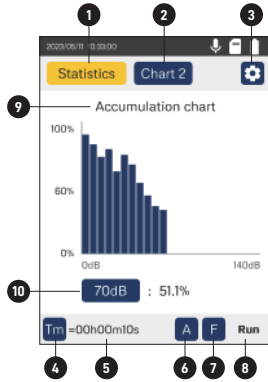 1 2 3
2023/05/11 10:33:00
Statistics Chart 2
9 Accumulation chart
100%
60%
0%
0dB 140dB
10 70dB : 51.1%
Tm =00h00m10s A F Run
4 5 6 7 8